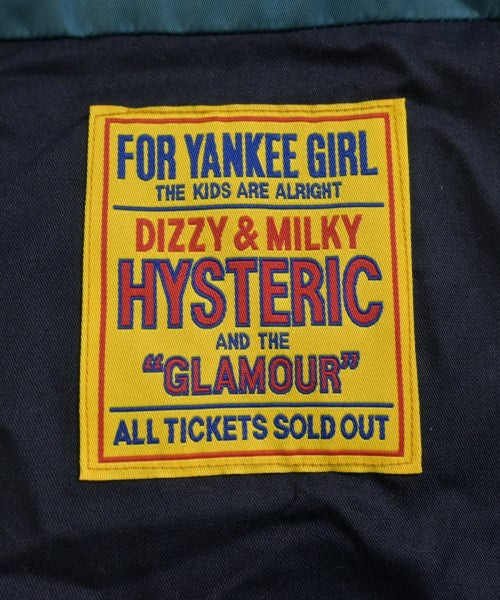 FOR YANKEE GIRL
THE KIDS ARE ALRIGHT
DIZZY & MILKY
HYSTERIC
AND THE
“GLAMOUR”
ALL TICKETS SOLD OUT